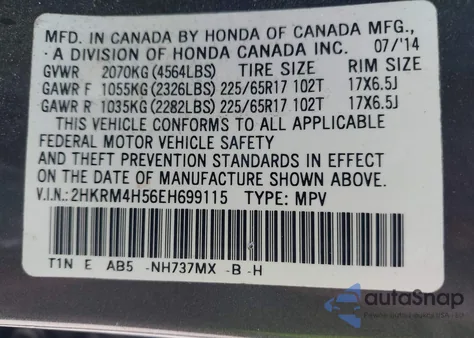 MFD. IN CANADA BY HONDA OF CANADA MFG.,
A DIVISION OF HONDA CANADA INC. 07/'14
GVWR 2070KG (4564LBS) TIRE SIZE RIM SIZE
GAWR F 1055KG (2326LBS) 225/65R17 102T 17X6.5J
GAWR R 1035KG (2282LBS) 225/65R17 102T 17X6.5J
THIS VEHICLE CONFORMS TO ALL APPLICABLE
FEDERAL MOTOR VEHICLE SAFETY
AND THEFT PREVENTION STANDARDS IN EFFECT
ON THE DATE OF MANUFACTURE SHOWN ABOVE.
V.I.N.: 2HKRM4H56EH699115 TYPE: MPV
T1N E AB5 -NH737MX -B -H
autoSnap